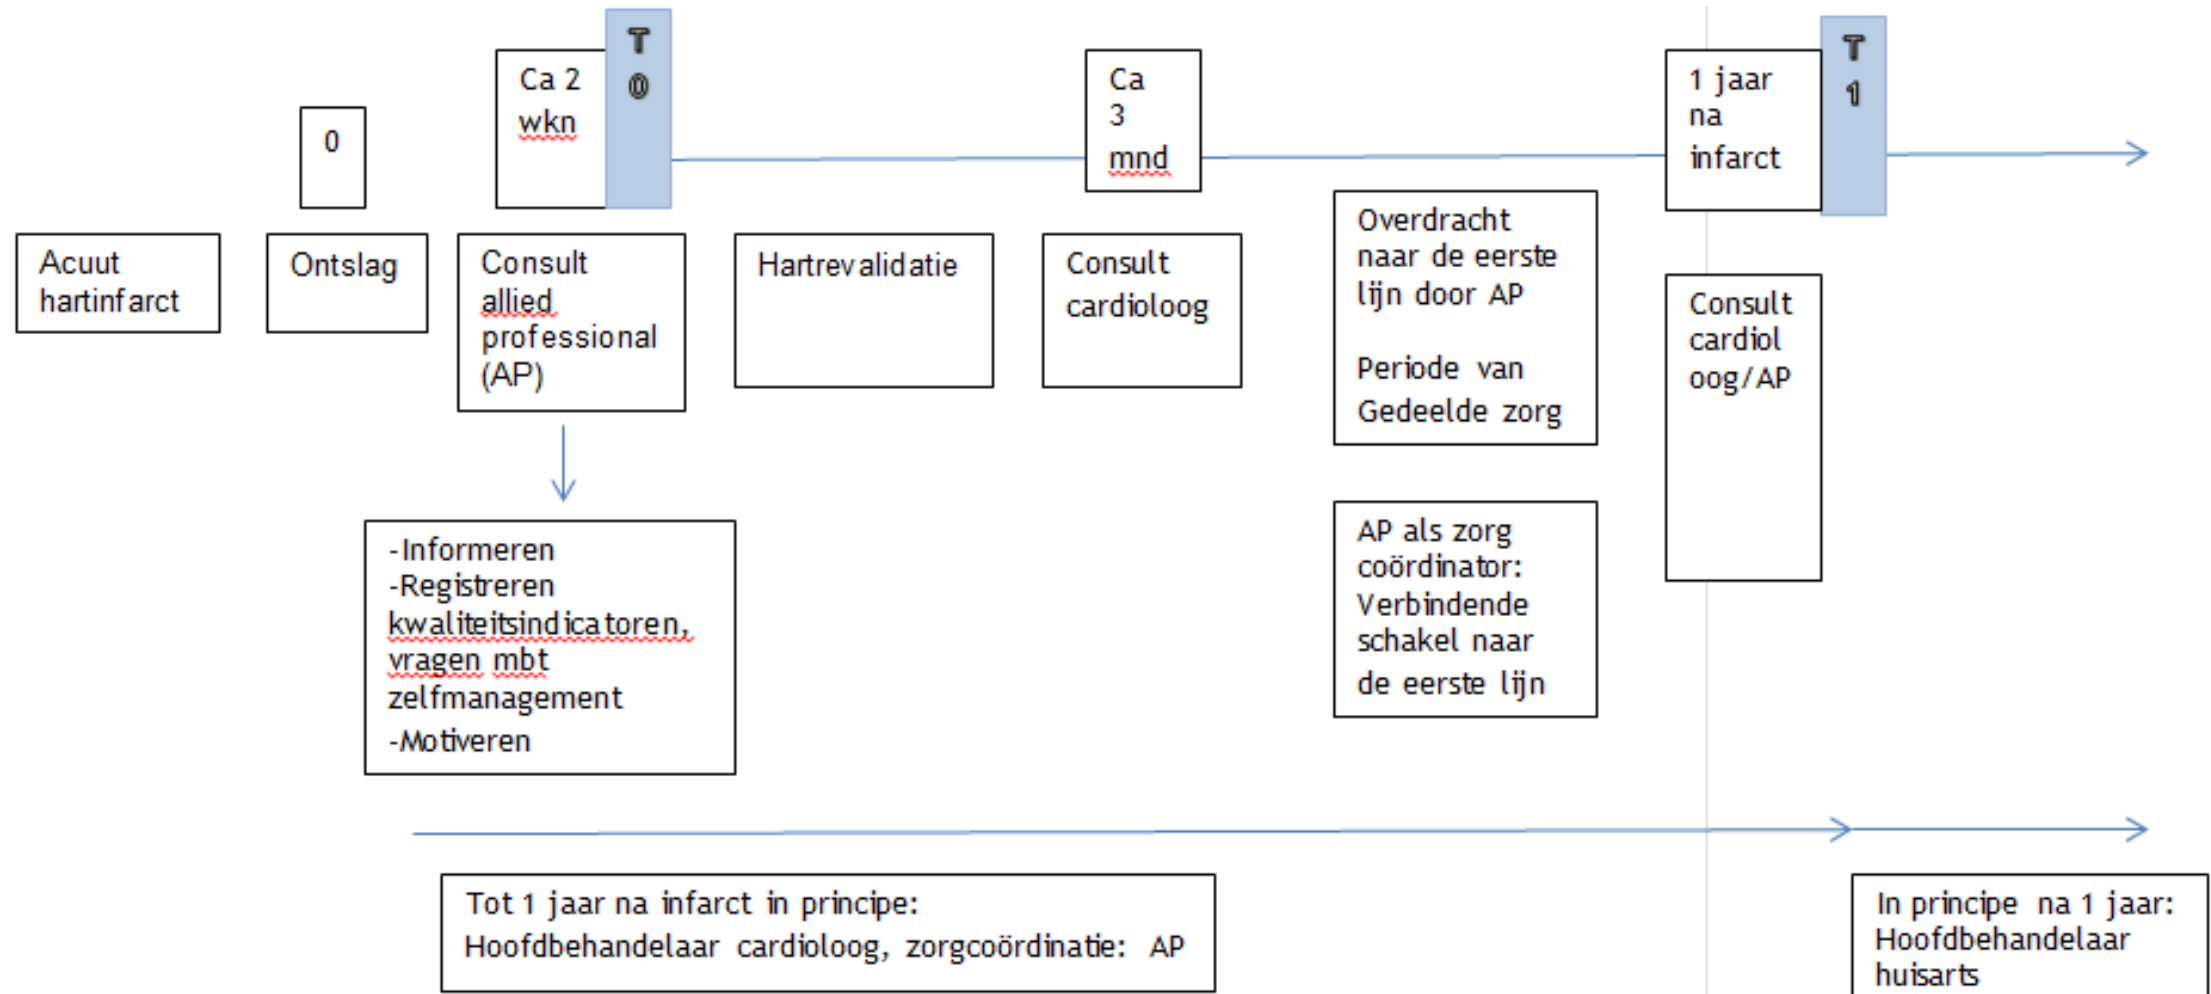 T
0
Ca 2
wkn
0
Ca
3
mnd
1 jaar
na
infarct
T
1
Acuut
hartinfarct
Ontslag
Consult
allied
professional
(AP)
Hartrevalidatie
Consult
cardioloog
Overdracht
naar de eerste
lijn door AP
Periode van
Gedeelde zorg
Consult
cardiol
oog/AP
-Informeren
-Registreren
kwaliteitsindicatoren,
vragen mbt
zelfmanagement
-Motiveren
AP als zorg
coördinator:
Verbindende
schakel naar
de eerste lijn
Tot 1 jaar na infarct in principe:
Hoofdbehandelaar cardioloog, zorgcoördinatie: AP
In principe na 1 jaar:
Hoofdbehandelaar
huisarts